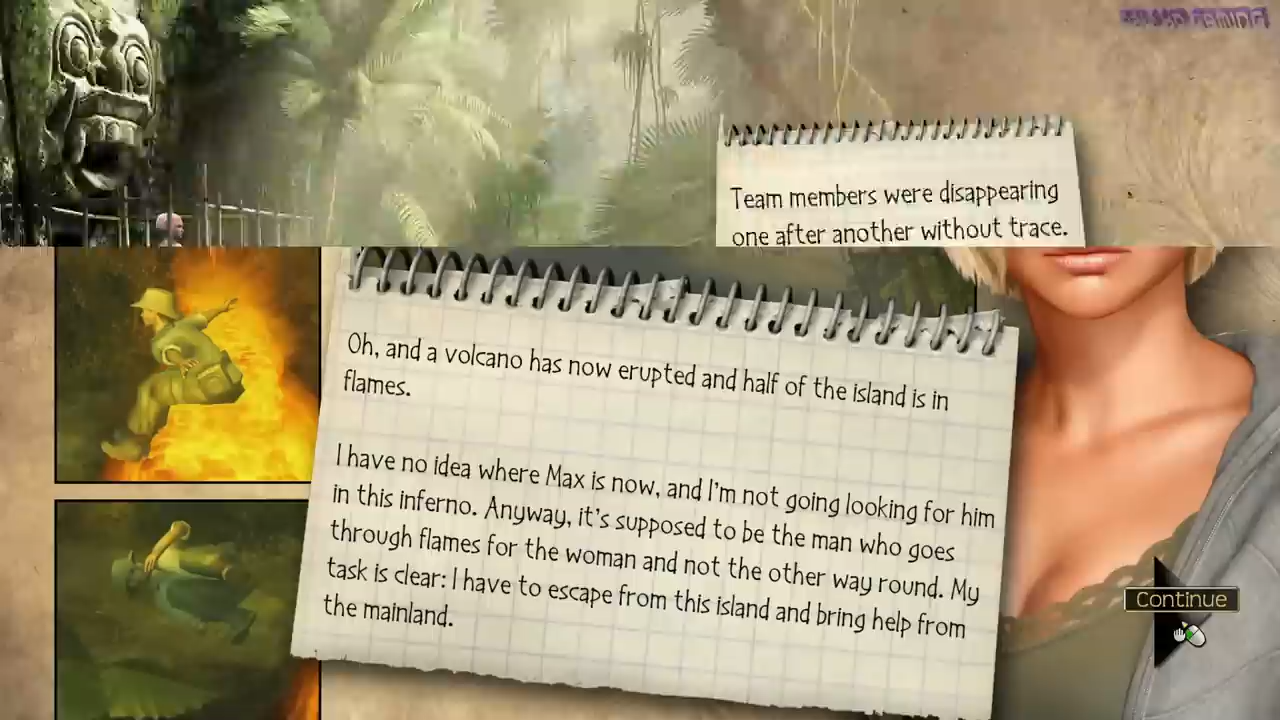 Team members were disappearing
one after another without trace.
Oh, and a volcano has now erupted and half of the island is in
flames.
I have no idea where Max is now, and I'm not going looking for him
in this inferno. Anyway, it's supposed to be the man who goes
through flames for the woman and not the other way round. My
task is clear: I have to escape from this island and bring help from
the mainland.
Continue